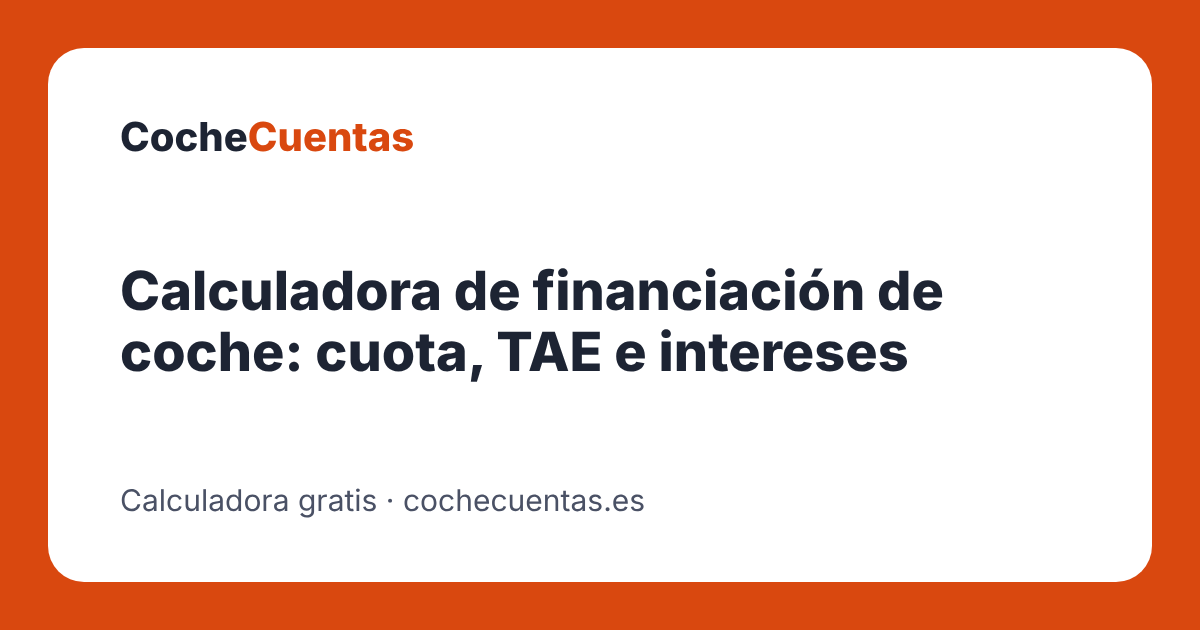 CocheCuentas
Calculadora de financiación de
coche: cuota, TAE e intereses
Calculadora gratis · cochecuentas.es